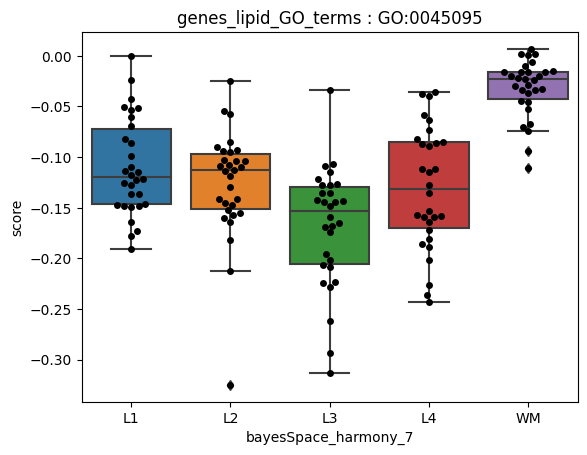 genes_lipid_GO_terms : GO:0045095
0.00
−0.05
−0.10
−0.15
−0.20
−0.25
−0.30
score
L1 L2 L3 L4 WM
bayesSpace_harmony_7